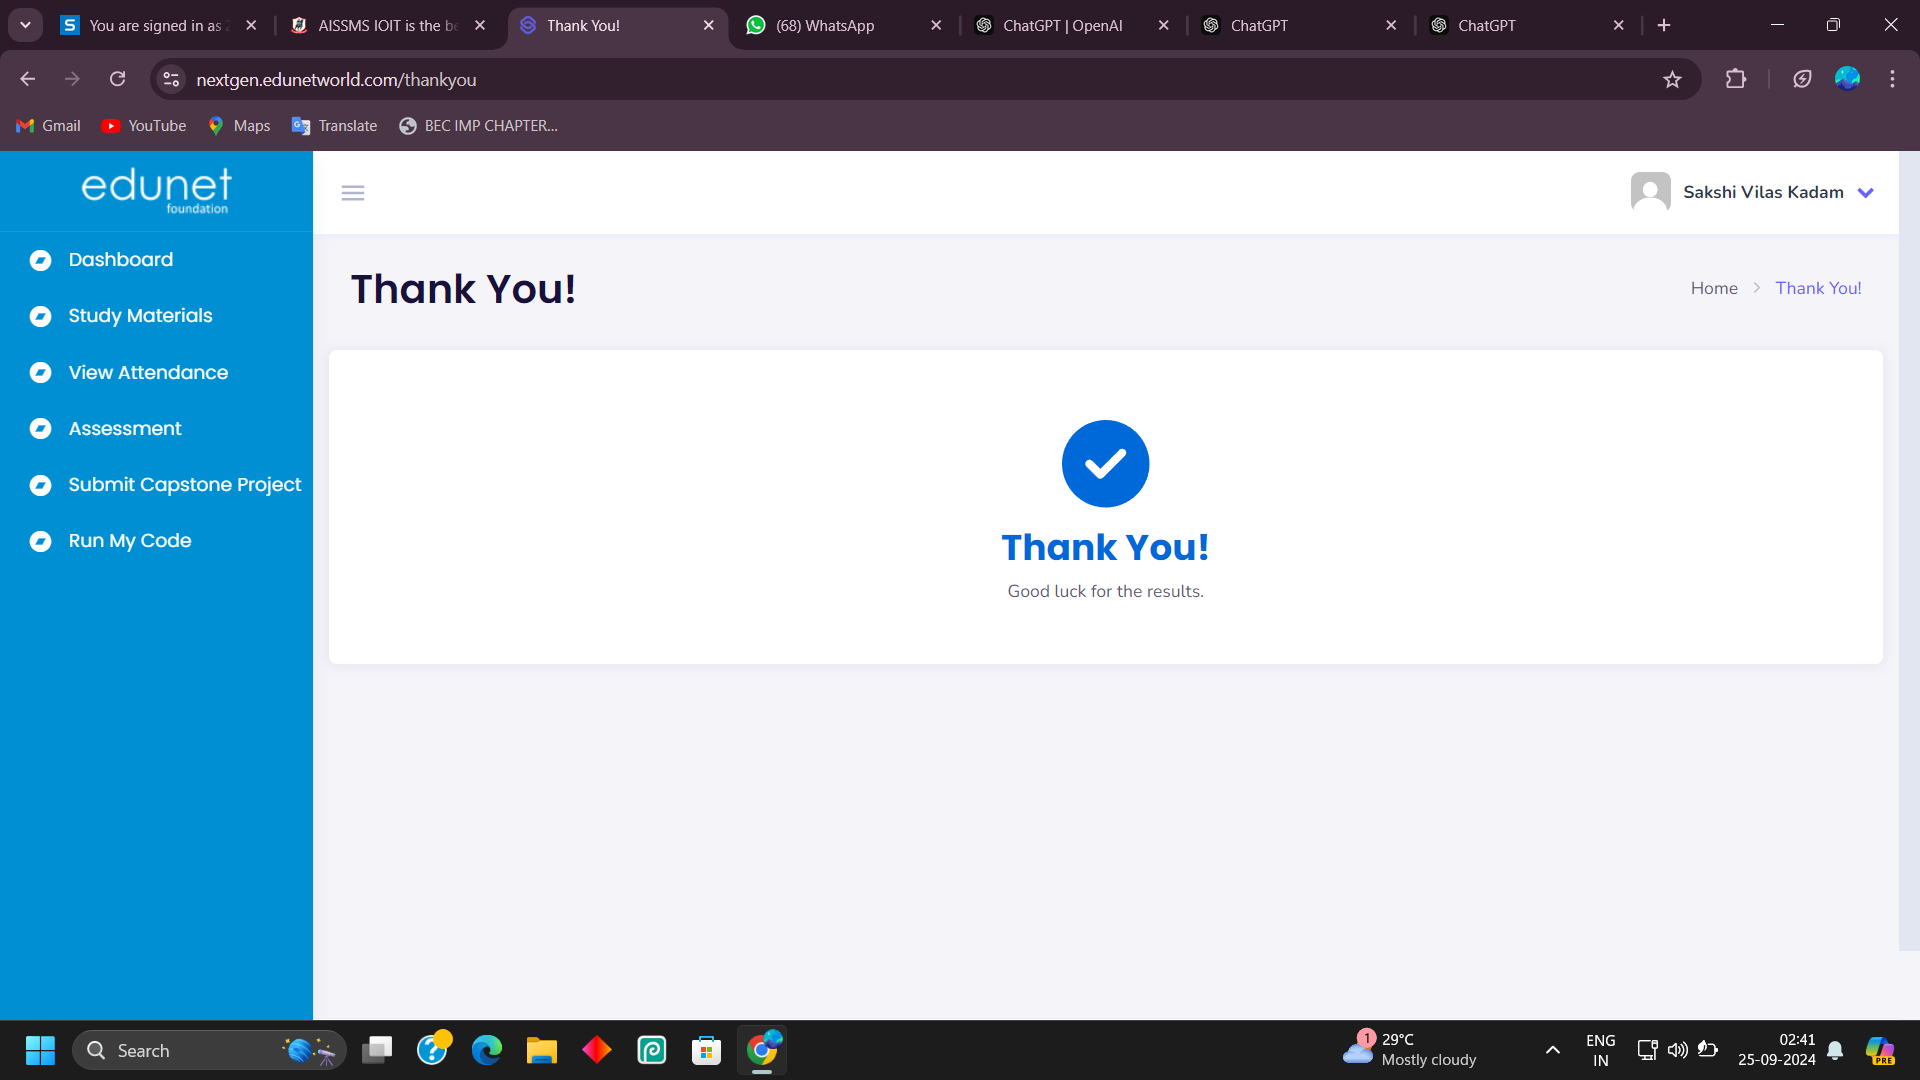 You are signed in as
AISSMS IOIT is the be
Thank You!
(68) WhatsApp
ChatGPT | OpenAI
ChatGPT
ChatGPT
nextgen.edunetworld.com/thankyou
Gmail
YouTube
Maps
Translate
BEC IMP CHAPTER...
edunet
foundation
Sakshi Vilas Kadam
Dashboard
Study Materials
View Attendance
Assessment
Submit Capstone Project
Run My Code
Thank You!
Home > Thank You!
Thank You!
Good luck for the results.
Search
1
29°C
Mostly cloudy
ENG
IN
02:41
25-09-2024
PRE